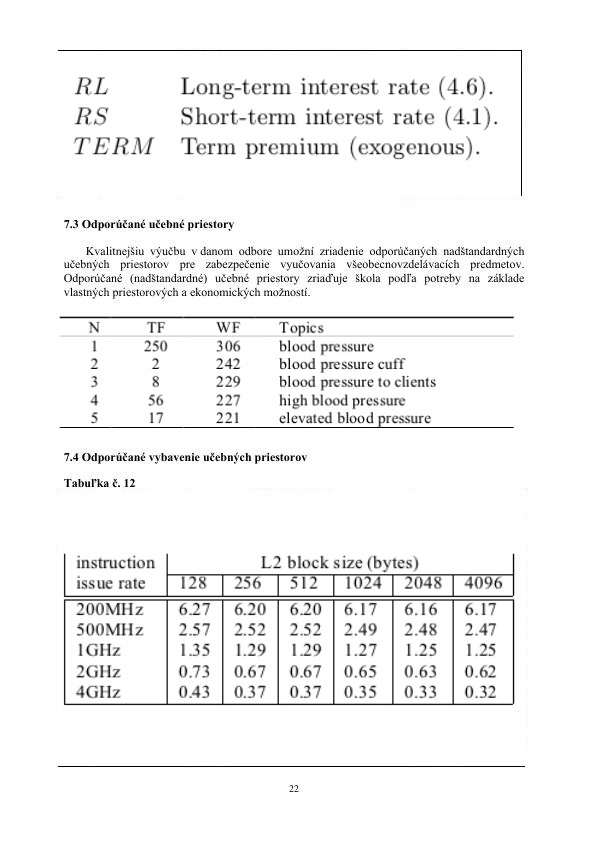 RL Long-term interest rate (4.6).
RS Short-term interest rate (4.1).
TERM Term premium (exogenous).
7.3 Odporúčané učebné priestory
Kvalitnejšiu výučbu v danom odbore umožní zriadenie odporúčaných nadštandardných
učebných priestorov pre zabezpečenie vyučovania všeobecnovzdelávacích predmetov.
Odporúčané (nadštandardné) učebné priestory zriaďuje škola podľa potreby na základe
vlastných priestorových a ekonomických možností.
N TF WF Topics
1 250 306 blood pressure
2 2 242 blood pressure cuff
3 8 229 blood pressure to clients
4 56 227 high blood pressure
5 17 221 elevated blood pressure
7.4 Odporúčané vybavenie učebných priestorov
Tabuľka č. 12
instruction L2 block size (bytes)
issue rate 128 256 512 1024 2048 4096
200MHz 6.27 6.20 6.20 6.17 6.16 6.17
500MHz 2.57 2.52 2.52 2.49 2.48 2.47
1GHz 1.35 1.29 1.29 1.27 1.25 1.25
2GHz 0.73 0.67 0.67 0.65 0.63 0.62
4GHz 0.43 0.37 0.37 0.35 0.33 0.32
22